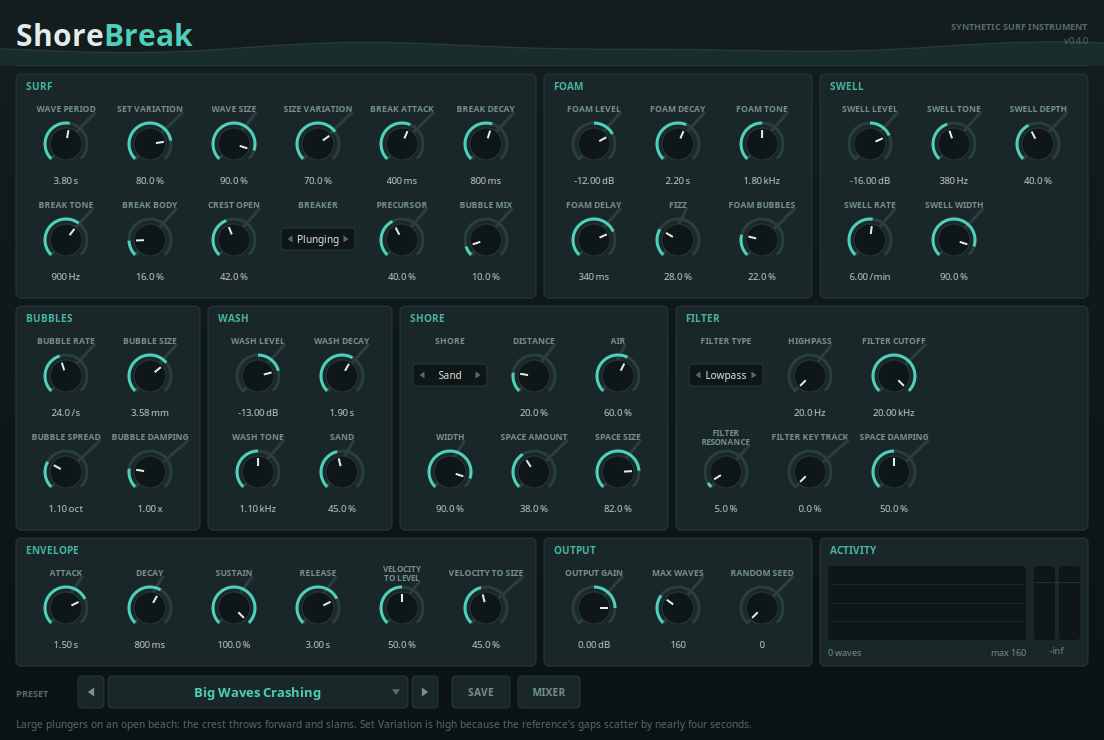 ShoreBreak
SYNTHETIC SURF INSTRUMENT
v0.4.0
SURF
WAVE PERIOD SET VARIATION WAVE SIZE SIZE VARIATION BREAK ATTACK BREAK DECAY
3.80 s 80.0 % 90.0 % 70.0 % 400 ms 800 ms
BREAK TONE BREAK BODY CREST OPEN BREAKER PRECURSOR BUBBLE MIX
Plunging
900 Hz 16.0 % 42.0 % 40.0 % 10.0 %
FOAM
FOAM LEVEL FOAM DECAY FOAM TONE
-12.00 dB 2.20 s 1.80 kHz
FOAM DELAY FIZZ FOAM BUBBLES
340 ms 28.0 % 22.0 %
SWELL
SWELL LEVEL SWELL TONE SWELL DEPTH
-16.00 dB 380 Hz 40.0 %
SWELL RATE SWELL WIDTH
6.00 /min 90.0 %
BUBBLES
BUBBLE RATE BUBBLE SIZE
24.0 /s 3.58 mm
BUBBLE SPREAD BUBBLE DAMPING
1.10 oct 1.00 x
WASH
WASH LEVEL WASH DECAY
-13.00 dB 1.90 s
WASH TONE SAND
1.10 kHz 45.0 %
SHORE
SHORE DISTANCE AIR
Sand
20.0 % 60.0 %
WIDTH SPACE AMOUNT SPACE SIZE
90.0 % 38.0 % 82.0 %
FILTER
FILTER TYPE HIGHPASS FILTER CUTOFF
Lowpass
20.0 Hz 20.00 kHz
FILTER
RESONANCE FILTER KEY TRACK SPACE DAMPING
5.0 % 0.0 % 50.0 %
ENVELOPE
ATTACK DECAY SUSTAIN RELEASE VELOCITY
TO LEVEL VELOCITY TO SIZE
1.50 s 800 ms 100.0 % 3.00 s 50.0 % 45.0 %
OUTPUT
OUTPUT GAIN MAX WAVES RANDOM SEED
0.00 dB 160 0
ACTIVITY
0 waves max 160 -inf
PRESET Big Waves Crashing SAVE MIXER
Large plungers on an open beach: the crest throws forward and slams. Set Variation is high because the reference's gaps scatter by nearly four seconds.